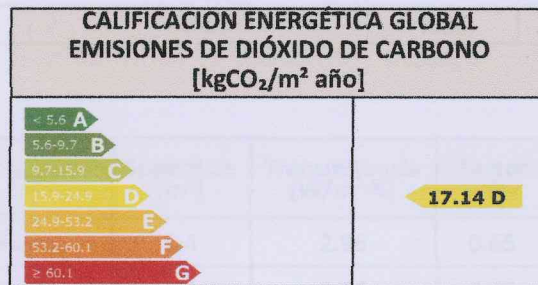 CALIFICACIÓN ENERGÉTICA GLOBAL
EMISIONES DE DIÓXIDO DE CARBONO
[kgCO₂/m² año]
< 5.6 A
5.6-9.7 B
9.7-15.9 C
15.9-24.9 D
17.14 D
24.9-53.2 E
53.2-60.1 F
≥ 60.1 G